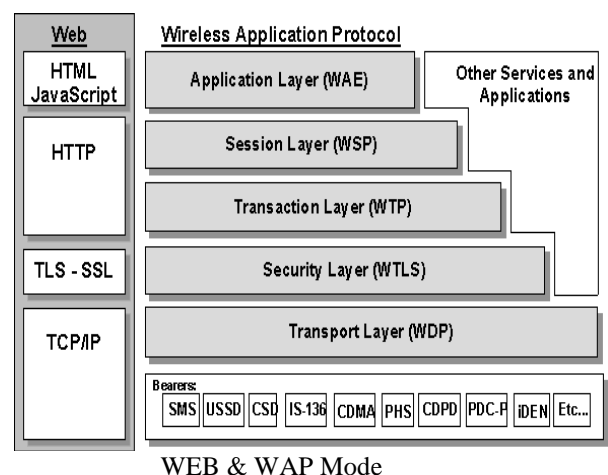 Web
HTML
JavaScript
HTTP
TLS - SSL
TCP/IP
Wireless Application Protocol
Application Layer (WAE)
Session Layer (WSP)
Transaction Layer (WTP)
Security Layer (WTLS)
Transport Layer (WDP)
Other Services and
Applications
Bearers:
SMS USSD CSD IS-136 CDMA PHS CDPD PDC-P iDEN Etc...
WEB & WAP Mode